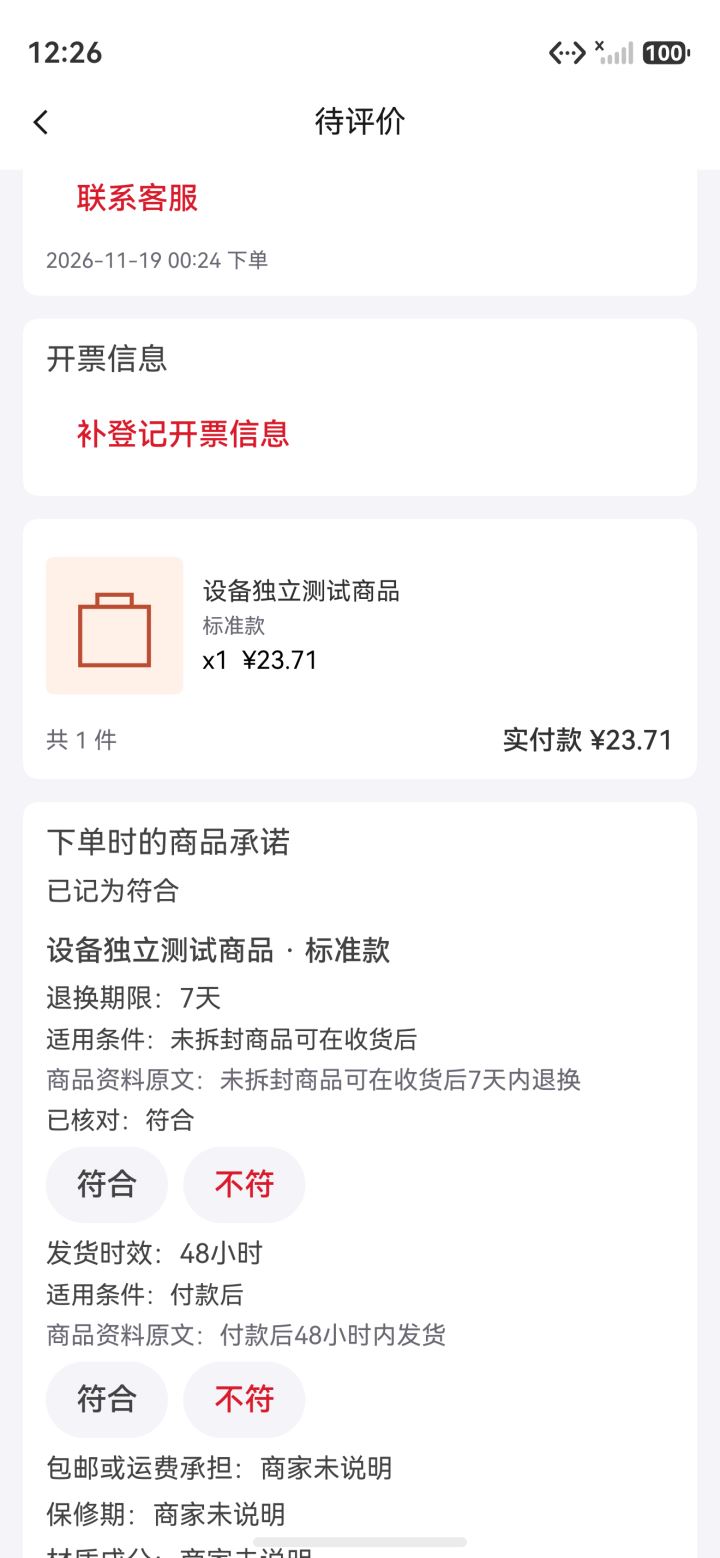 12:26
100
待评价
联系客服
2026-11-19 00:24 下单
开票信息
补登记开票信息
设备独立测试商品
标准款
x1 ¥23.71
共 1 件
实付款 ¥23.71
下单时的商品承诺
已记为符合
设备独立测试商品 · 标准款
退换期限：7天
适用条件：未拆封商品可在收货后
商品资料原文：未拆封商品可在收货后7天内退换
已核对：符合
符合 不符
发货时效：48小时
适用条件：付款后
商品资料原文：付款后48小时内发货
符合 不符
包邮或运费承担：商家未说明
保修期：商家未说明
材质成分：商家未说明